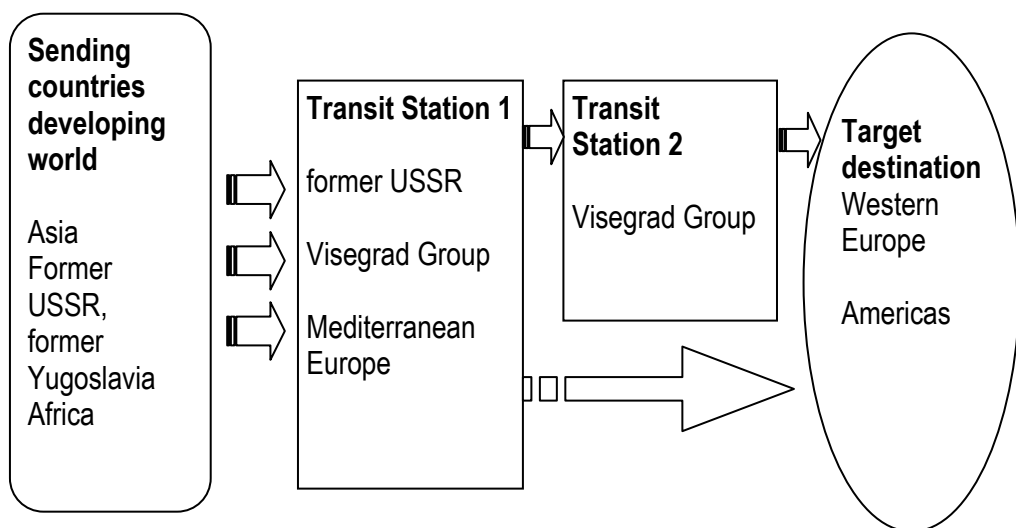 Sending
countries
developing
world
Asia
Former
USSR,
former
Yugoslavia
Africa
Transit Station 1
former USSR
Visegrad Group
Mediterranean
Europe
Transit
Station 2
Visegrad Group
Target
destination
Western
Europe
Americas